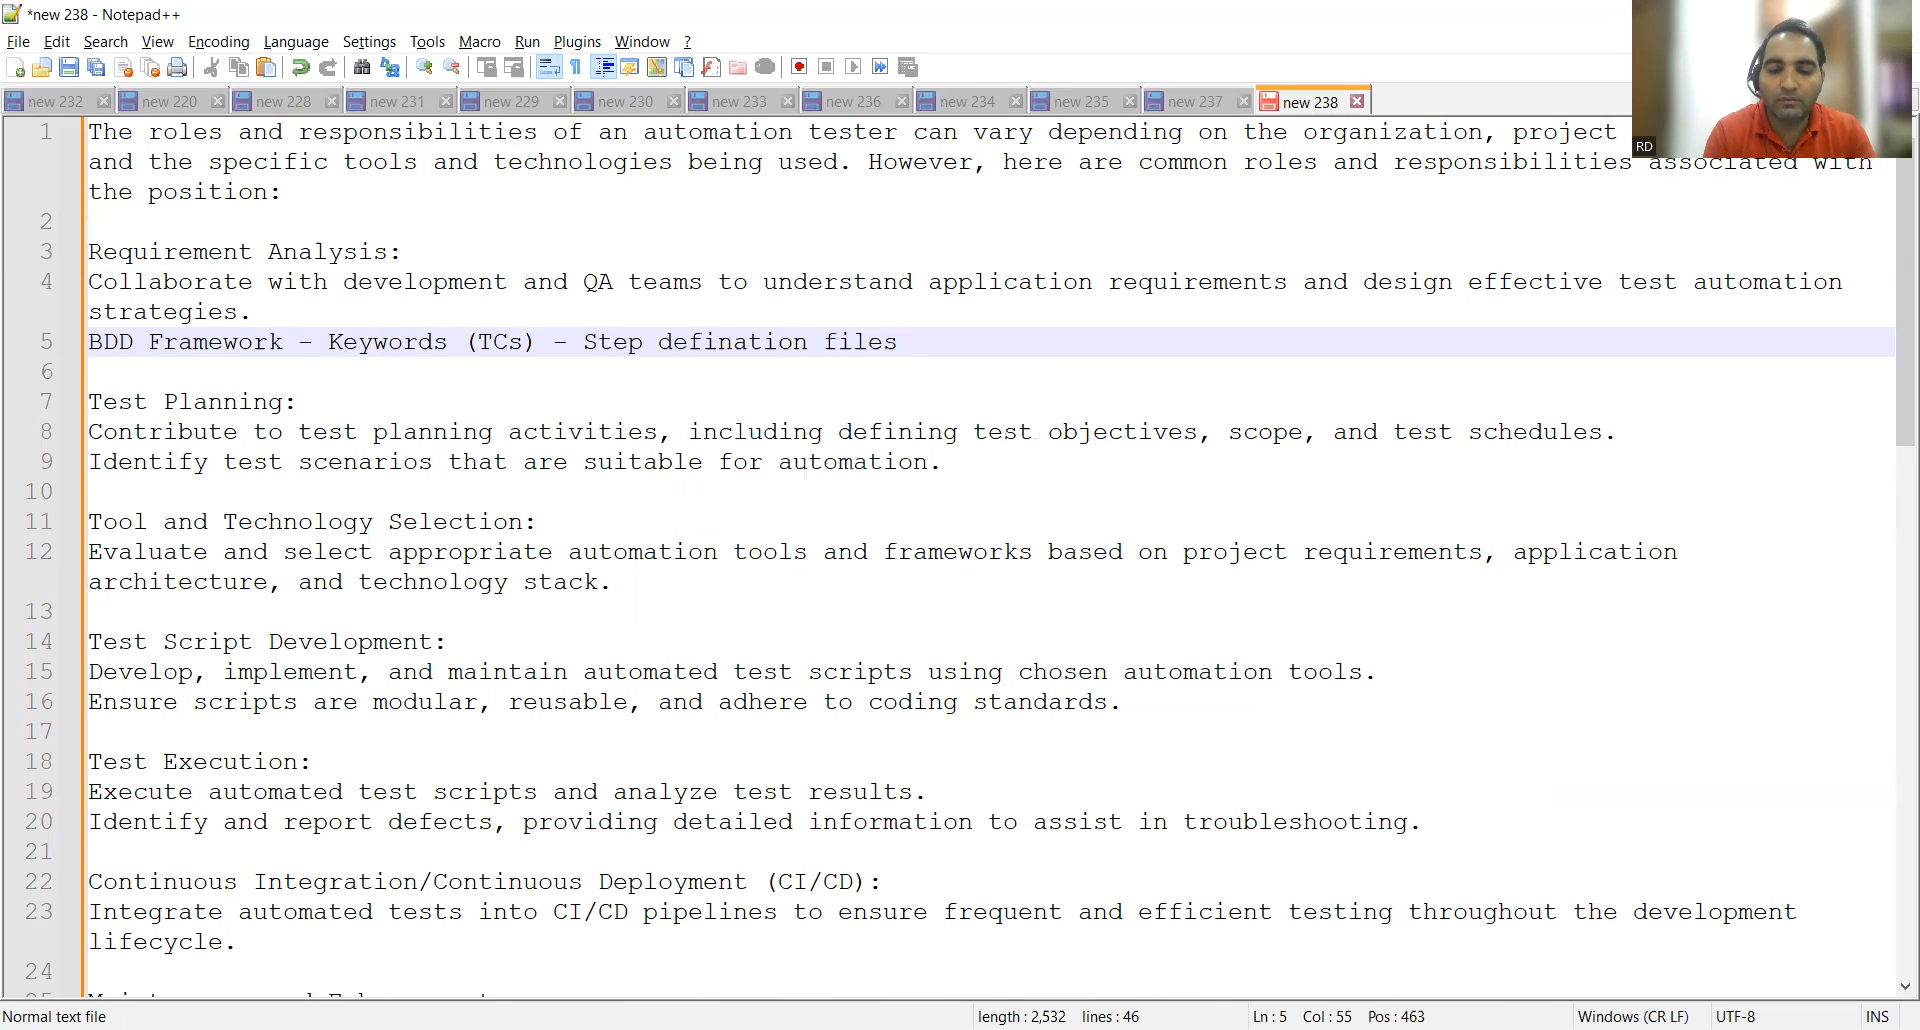 *new 238 - Notepad++
File Edit Search View Encoding Language Settings Tools Macro Run Plugins Window ?
new 232 new 220 new 228 new 231 new 229 new 230 new 233 new 236 new 234 new 235 new 237 new 238
RD
1 The roles and responsibilities of an automation tester can vary depending on the organization, project
and the specific tools and technologies being used. However, here are common roles and responsibilities associated with
the position:
2
3 Requirement Analysis:
4 Collaborate with development and QA teams to understand application requirements and design effective test automation
strategies.
5 BDD Framework - Keywords (TCs) - Step defination files
6
7 Test Planning:
8 Contribute to test planning activities, including defining test objectives, scope, and test schedules.
9 Identify test scenarios that are suitable for automation.
10
11 Tool and Technology Selection:
12 Evaluate and select appropriate automation tools and frameworks based on project requirements, application
architecture, and technology stack.
13
14 Test Script Development:
15 Develop, implement, and maintain automated test scripts using chosen automation tools.
16 Ensure scripts are modular, reusable, and adhere to coding standards.
17
18 Test Execution:
19 Execute automated test scripts and analyze test results.
20 Identify and report defects, providing detailed information to assist in troubleshooting.
21
22 Continuous Integration/Continuous Deployment (CI/CD):
23 Integrate automated tests into CI/CD pipelines to ensure frequent and efficient testing throughout the development
lifecycle.
24
Normal text file length : 2,532 lines : 46 Ln : 5 Col : 55 Pos : 463 Windows (CR LF) UTF-8 INS